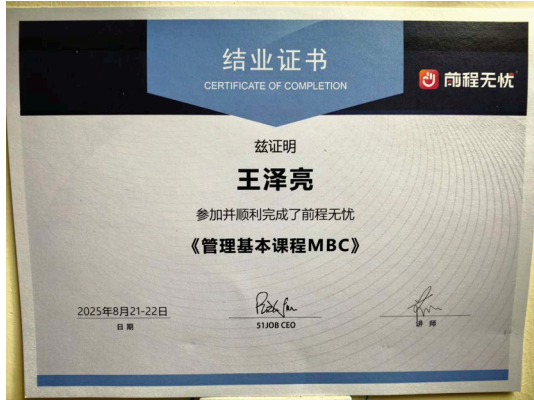 结业证书
CERTIFICATE OF COMPLETION
前程无忧
兹证明
王泽亮
参加并顺利完成了前程无忧
《管理基本课程MBC》
2025年8月21-22日
日期
51JOB CEO
讲师